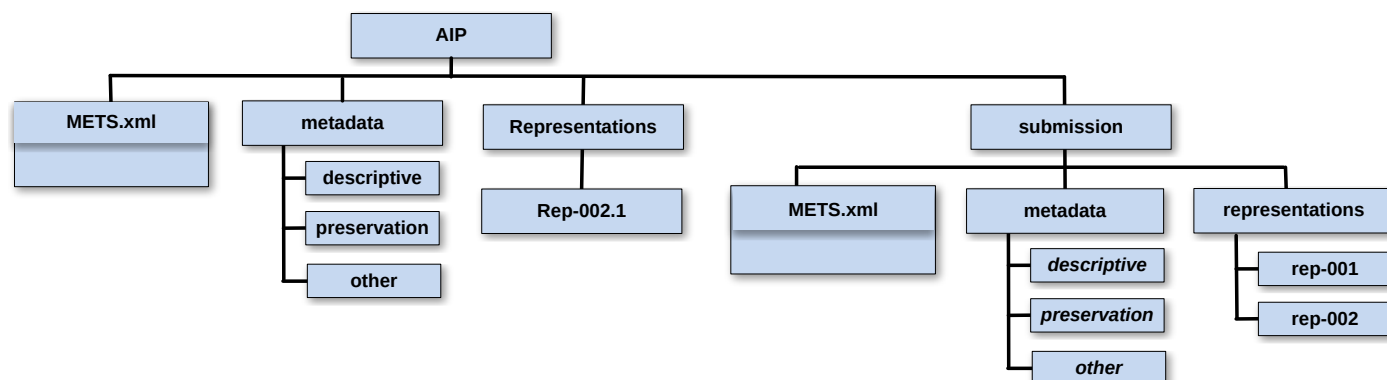 AIP
METS.xml
metadata
Representations
submission
descriptive
preservation
other
Rep-002.1
METS.xml
metadata
representations
descriptive
preservation
other
rep-001
rep-002